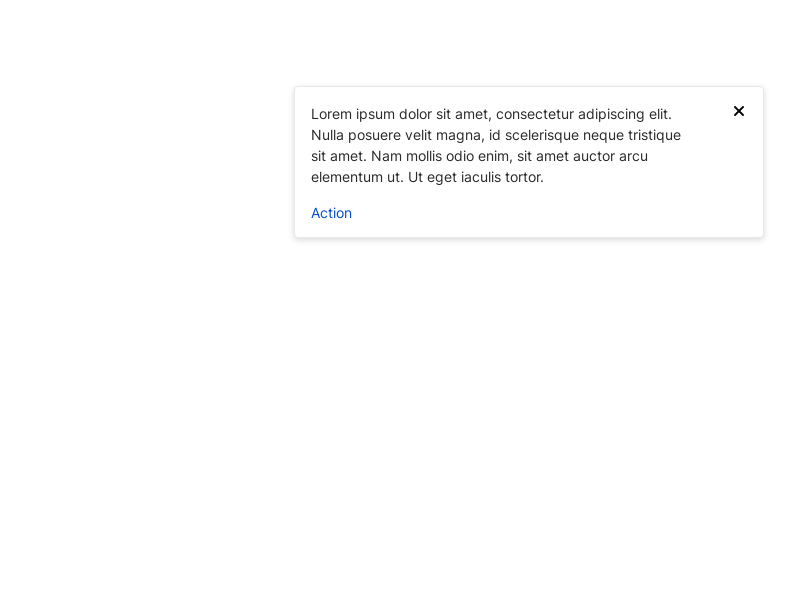 Lorem ipsum dolor sit amet, consectetur adipiscing elit.
Nulla posuere velit magna, id scelerisque neque tristique
sit amet. Nam mollis odio enim, sit amet auctor arcu
elementum ut. Ut eget iaculis tortor.
Action